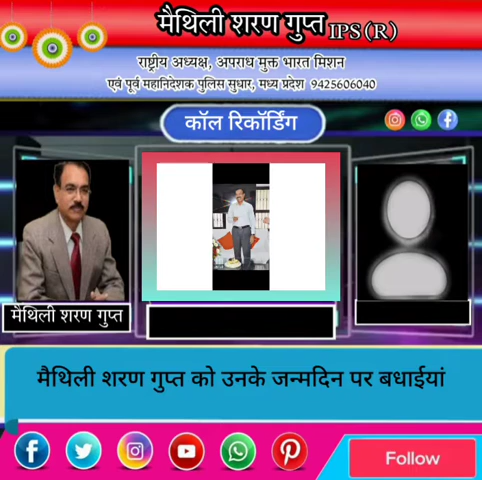 मैथिली शरण गुप्त IPS(R)
राष्ट्रीय अध्यक्ष, अपराध मुक्त भारत मिशन
एवं पूर्व महानिदेशक पुलिस सुधार, मध्य प्रदेश 9425606040
कॉल रिकॉर्डिंग
मैथिली शरण गुप्त
मैथिली शरण गुप्त को उनके जन्मदिन पर बधाईयां
Follow